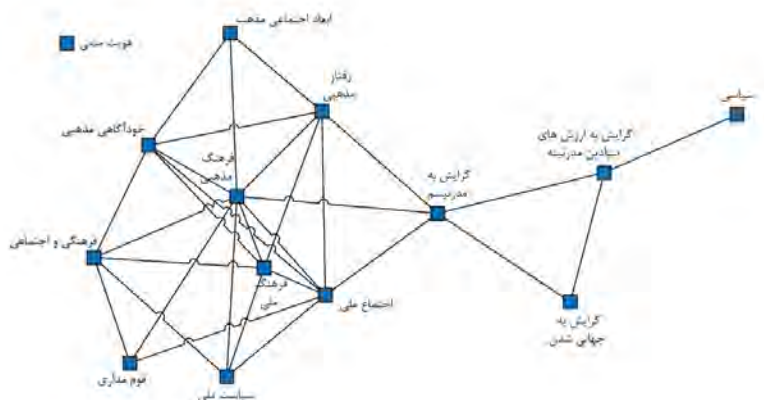 ابعاد اجتماعی مذهب
هویت ملی
رفتار
مذهبی
سیاسی
خودآگاهی مذهبی
گرایش به ارزش های
بنیادین مدرنیته
فرهنگ
مذهبی
گرایش به
مدرنیسم
فرهنگی و اجتماعی
فرهنگ
ملی
اجتماع ملی
گرایش به
جهانی شدن
قوم مداری
سیاست ملی